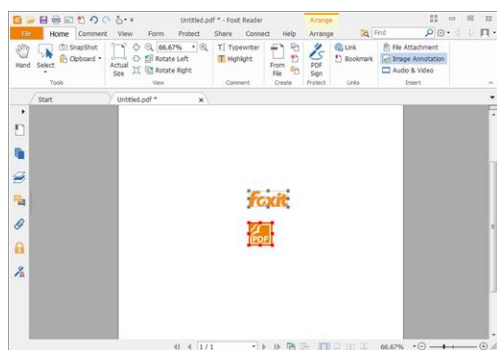 Untitled.pdf * - Foxit Reader
Arrange
File Home Comment View Form Protect Share Connect Help Arrange
Find
Hand
Select
SnapShot
Clipboard
Tools
Actual Size
66.67%
Rotate Left
Rotate Right
View
Typewriter
Highlight
Comment
From File
Create
PDF Sign
Protect
Link
Bookmark
Links
File Attachment
Image Annotation
Audio & Video
Insert
Start
Untitled.pdf *
foxit
PDF
1 / 1
66.67%